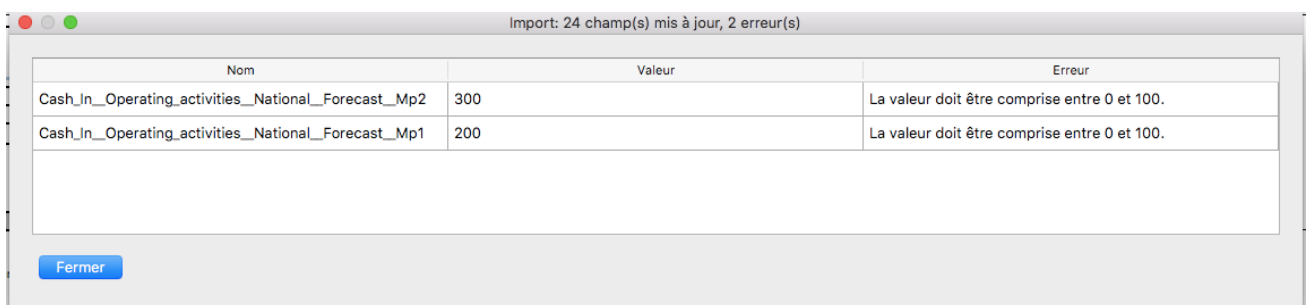 Import: 24 champ(s) mis à jour, 2 erreur(s)
Nom Valeur Erreur
Cash_In__Operating_activities__National__Forecast__Mp2 300 La valeur doit être comprise entre 0 et 100.
Cash_In__Operating_activities__National__Forecast__Mp1 200 La valeur doit être comprise entre 0 et 100.
Fermer